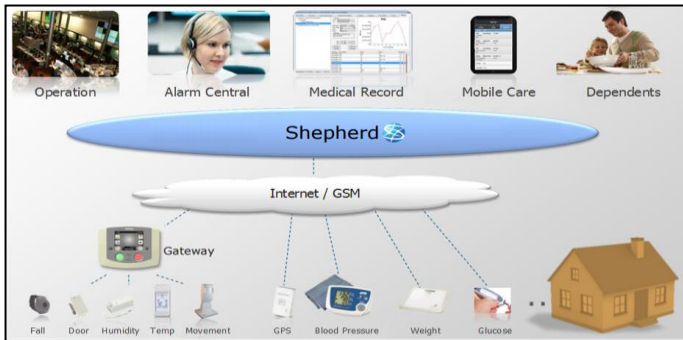 Operation
Alarm Central
Medical Record
Mobile Care
Dependents
Shepherd
Internet / GSM
Gateway
Fall
Door
Humidity
Temp
Movement
GPS
Blood Pressure
Weight
Glucose